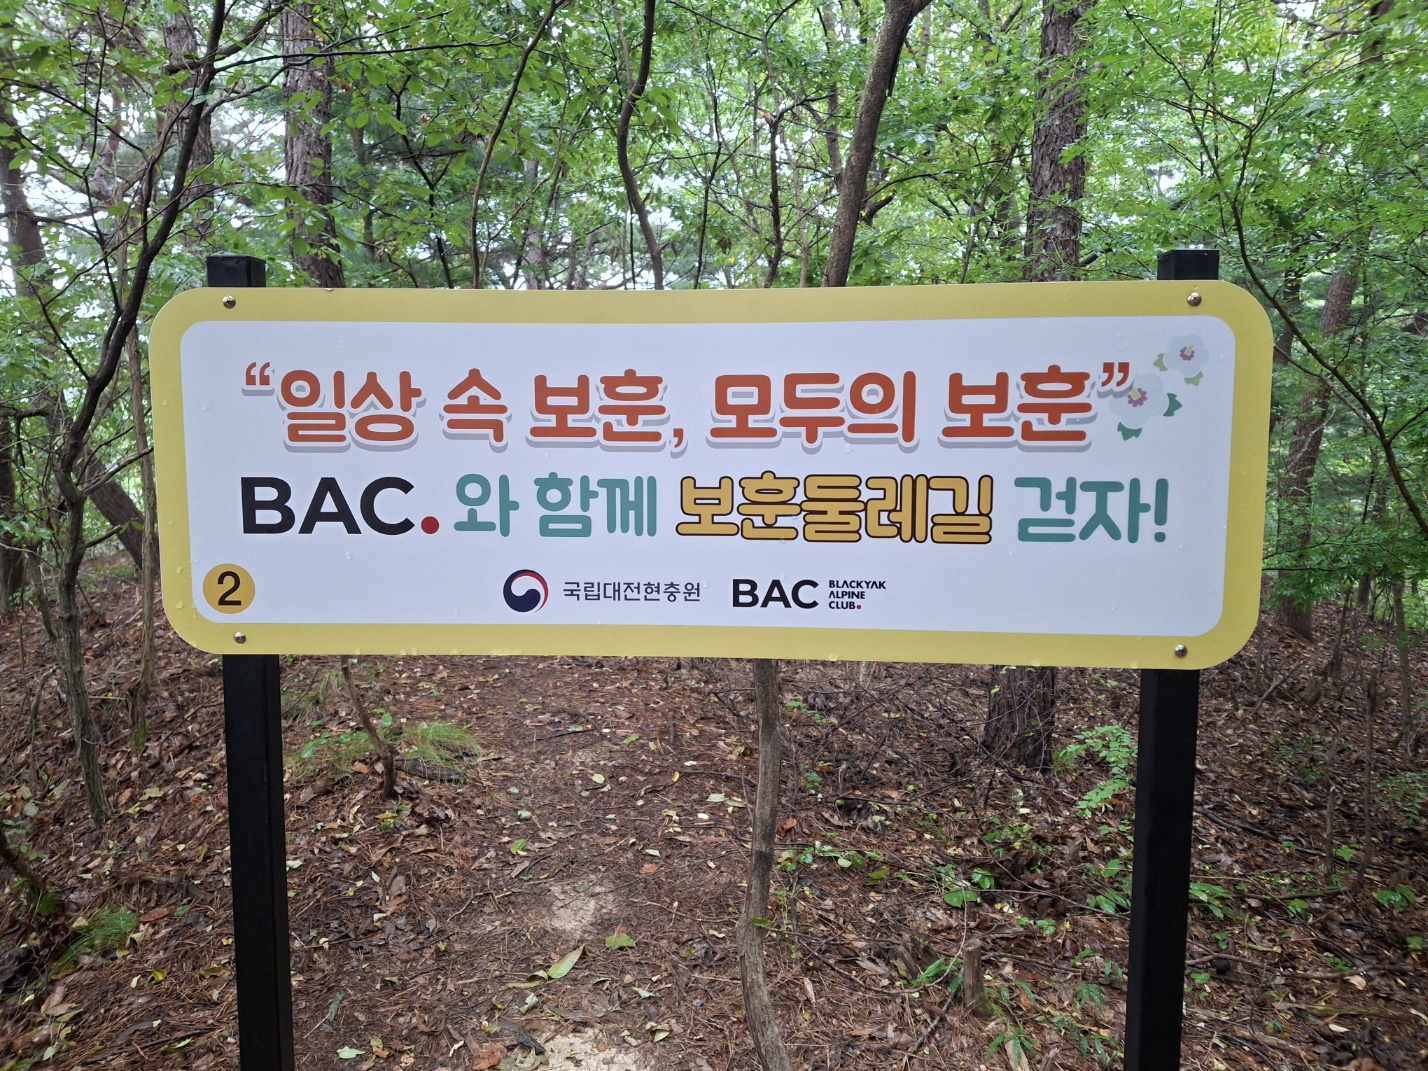 “일상 속 보훈, 모두의 보훈”
BAC. 와 함께 보훈둘레길 걷자!
2
국립대전현충원
BAC BLACKYAK
ALPINE
CLUB.